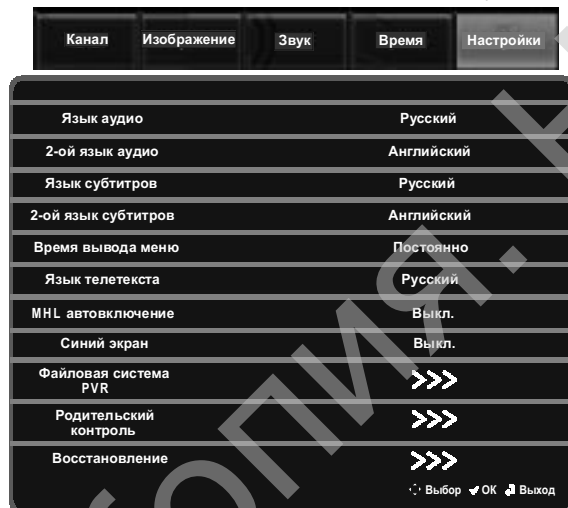 Канал Изображение Звук Время Настройки
Язык аудио Русский
2-ой язык аудио Английский
Язык субтитров Русский
2-ой язык субтитров Английский
Время вывода меню Постоянно
Язык телетекста Русский
MHL автовключение Выкл.
Синий экран Выкл.
Файловая система
PVR >>>
Родительский
контроль >>>
Восстановление >>>
Выбор ОК Выход